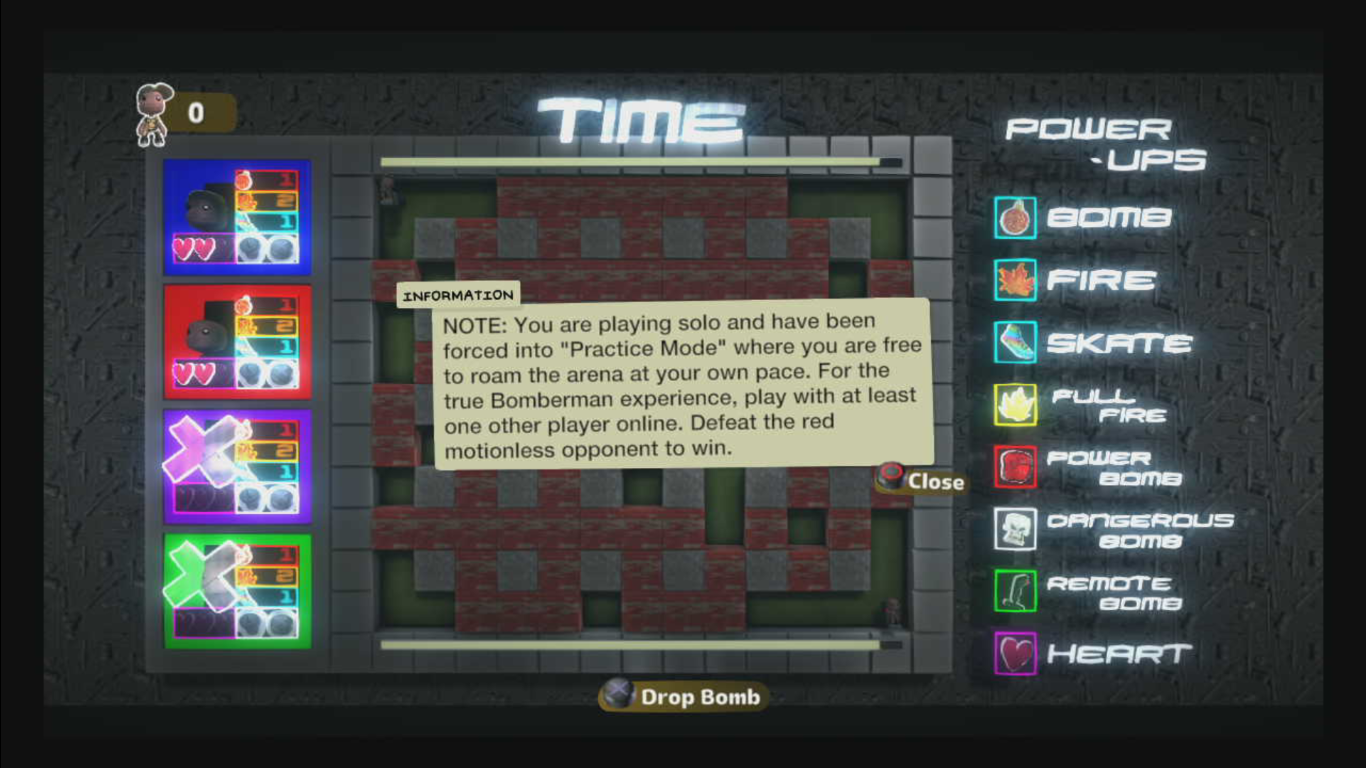 0
TIME
POWER
-UPS
1
2
1
1
2
1
1
2
1
1
2
1
INFORMATION
NOTE: You are playing solo and have been
forced into "Practice Mode" where you are free
to roam the arena at your own pace. For the
true Bomberman experience, play with at least
one other player online. Defeat the red
motionless opponent to win.
Close
BOMB
FIRE
SKATE
FULL
FIRE
POWER
BOMB
DANGEROUS
BOMB
REMOTE
BOMB
HEART
Drop Bomb